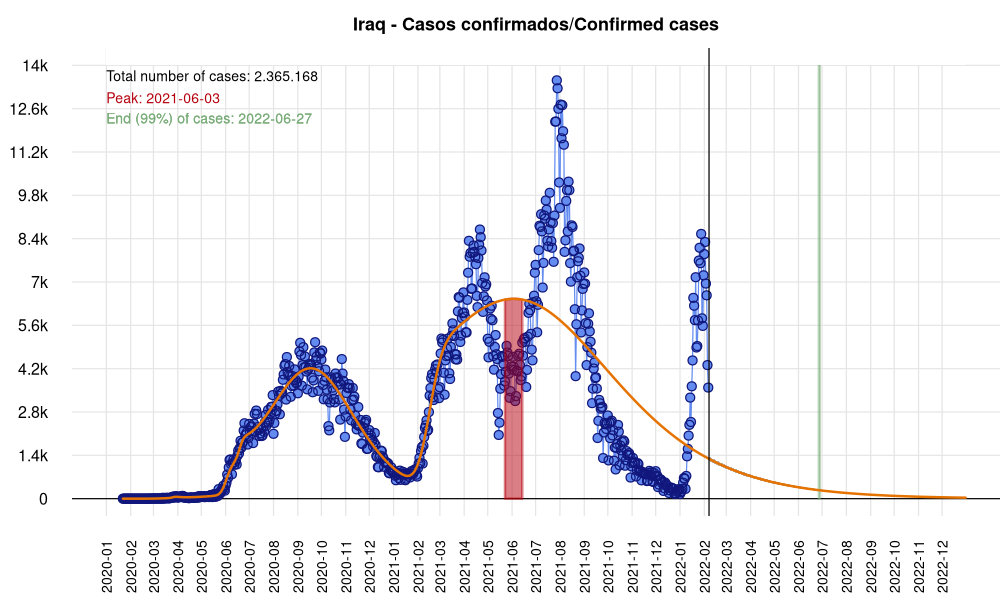 Iraq - Casos confirmados/Confirmed cases
Total number of cases: 2.365.168
Peak: 2021-06-03
End (99%) of cases: 2022-06-27
14k
12.6k
11.2k
9.8k
8.4k
7k
5.6k
4.2k
2.8k
1.4k
0
2020-01
2020-02
2020-03
2020-04
2020-05
2020-06
2020-07
2020-08
2020-09
2020-10
2020-11
2020-12
2021-01
2021-02
2021-03
2021-04
2021-05
2021-06
2021-07
2021-08
2021-09
2021-10
2021-11
2021-12
2022-01
2022-02
2022-03
2022-04
2022-05
2022-06
2022-07
2022-08
2022-09
2022-10
2022-11
2022-12